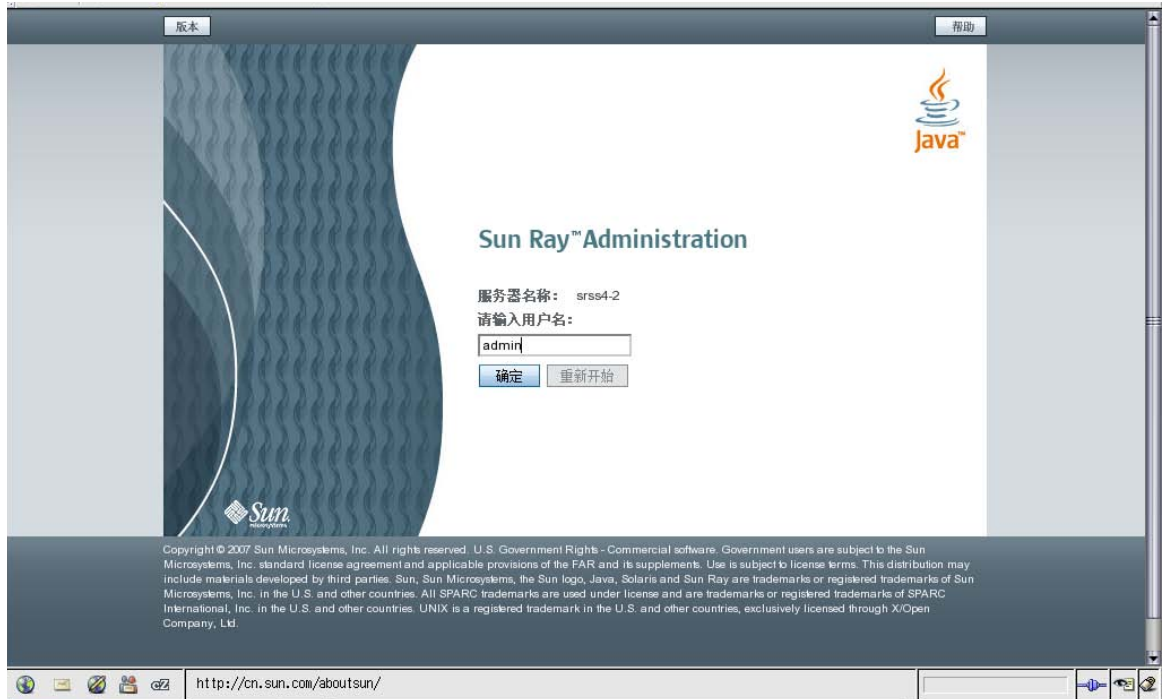 版本
帮助
Java™
Sun Ray™Administration
服务器名称： srss4-2
请输入用户名：
admin
确定
重新开始
Sun
microsystems
Copyright © 2007 Sun Microsystems, Inc. All rights reserved. U.S. Government Rights - Commercial software. Government users are subject to the Sun
Microsystems, Inc. standard license agreement and applicable provisions of the FAR and its supplements. Use is subject to license terms. This distribution may
include materials developed by third parties. Sun, Sun Microsystems, the Sun logo, Java, Solaris and Sun Ray are trademarks or registered trademarks of Sun
Microsystems, Inc. in the U.S. and other countries. All SPARC trademarks are used under license and are trademarks or registered trademarks of SPARC
International, Inc. in the U.S. and other countries. UNIX is a registered trademark in the U.S. and other countries, exclusively licensed through X/Open
Company, Ltd.
http://cn.sun.com/aboutsun/